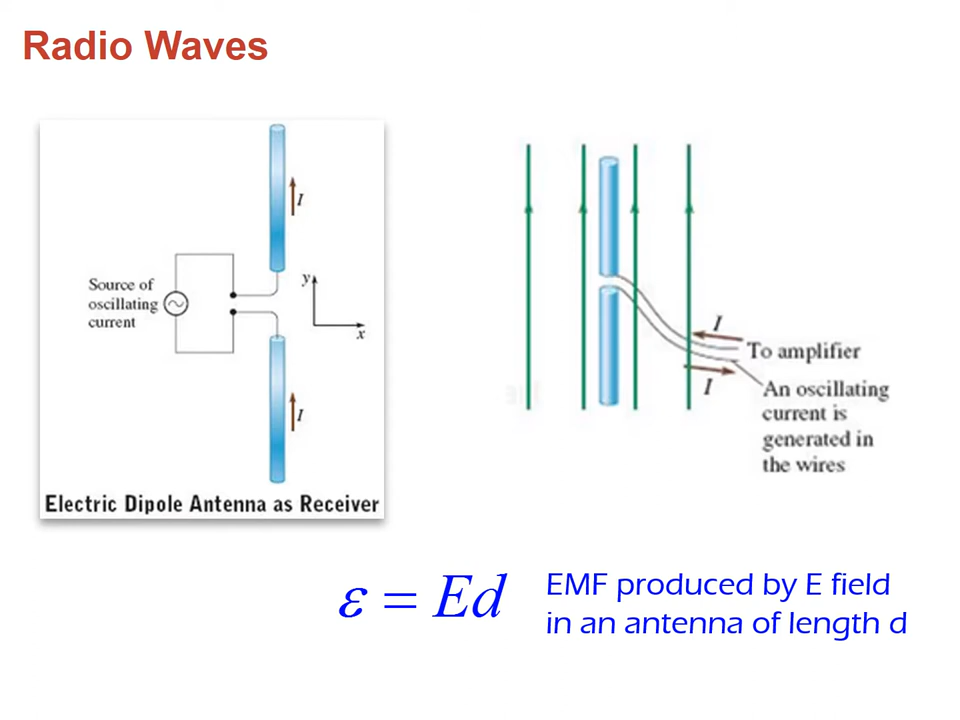 Radio Waves
I
Source of
oscillating
current
y
x
I
Electric Dipole Antenna as Receiver
I
To amplifier
I
An oscillating
current is
generated in
the wires
ε = Ed
EMF produced by E field
in an antenna of length d